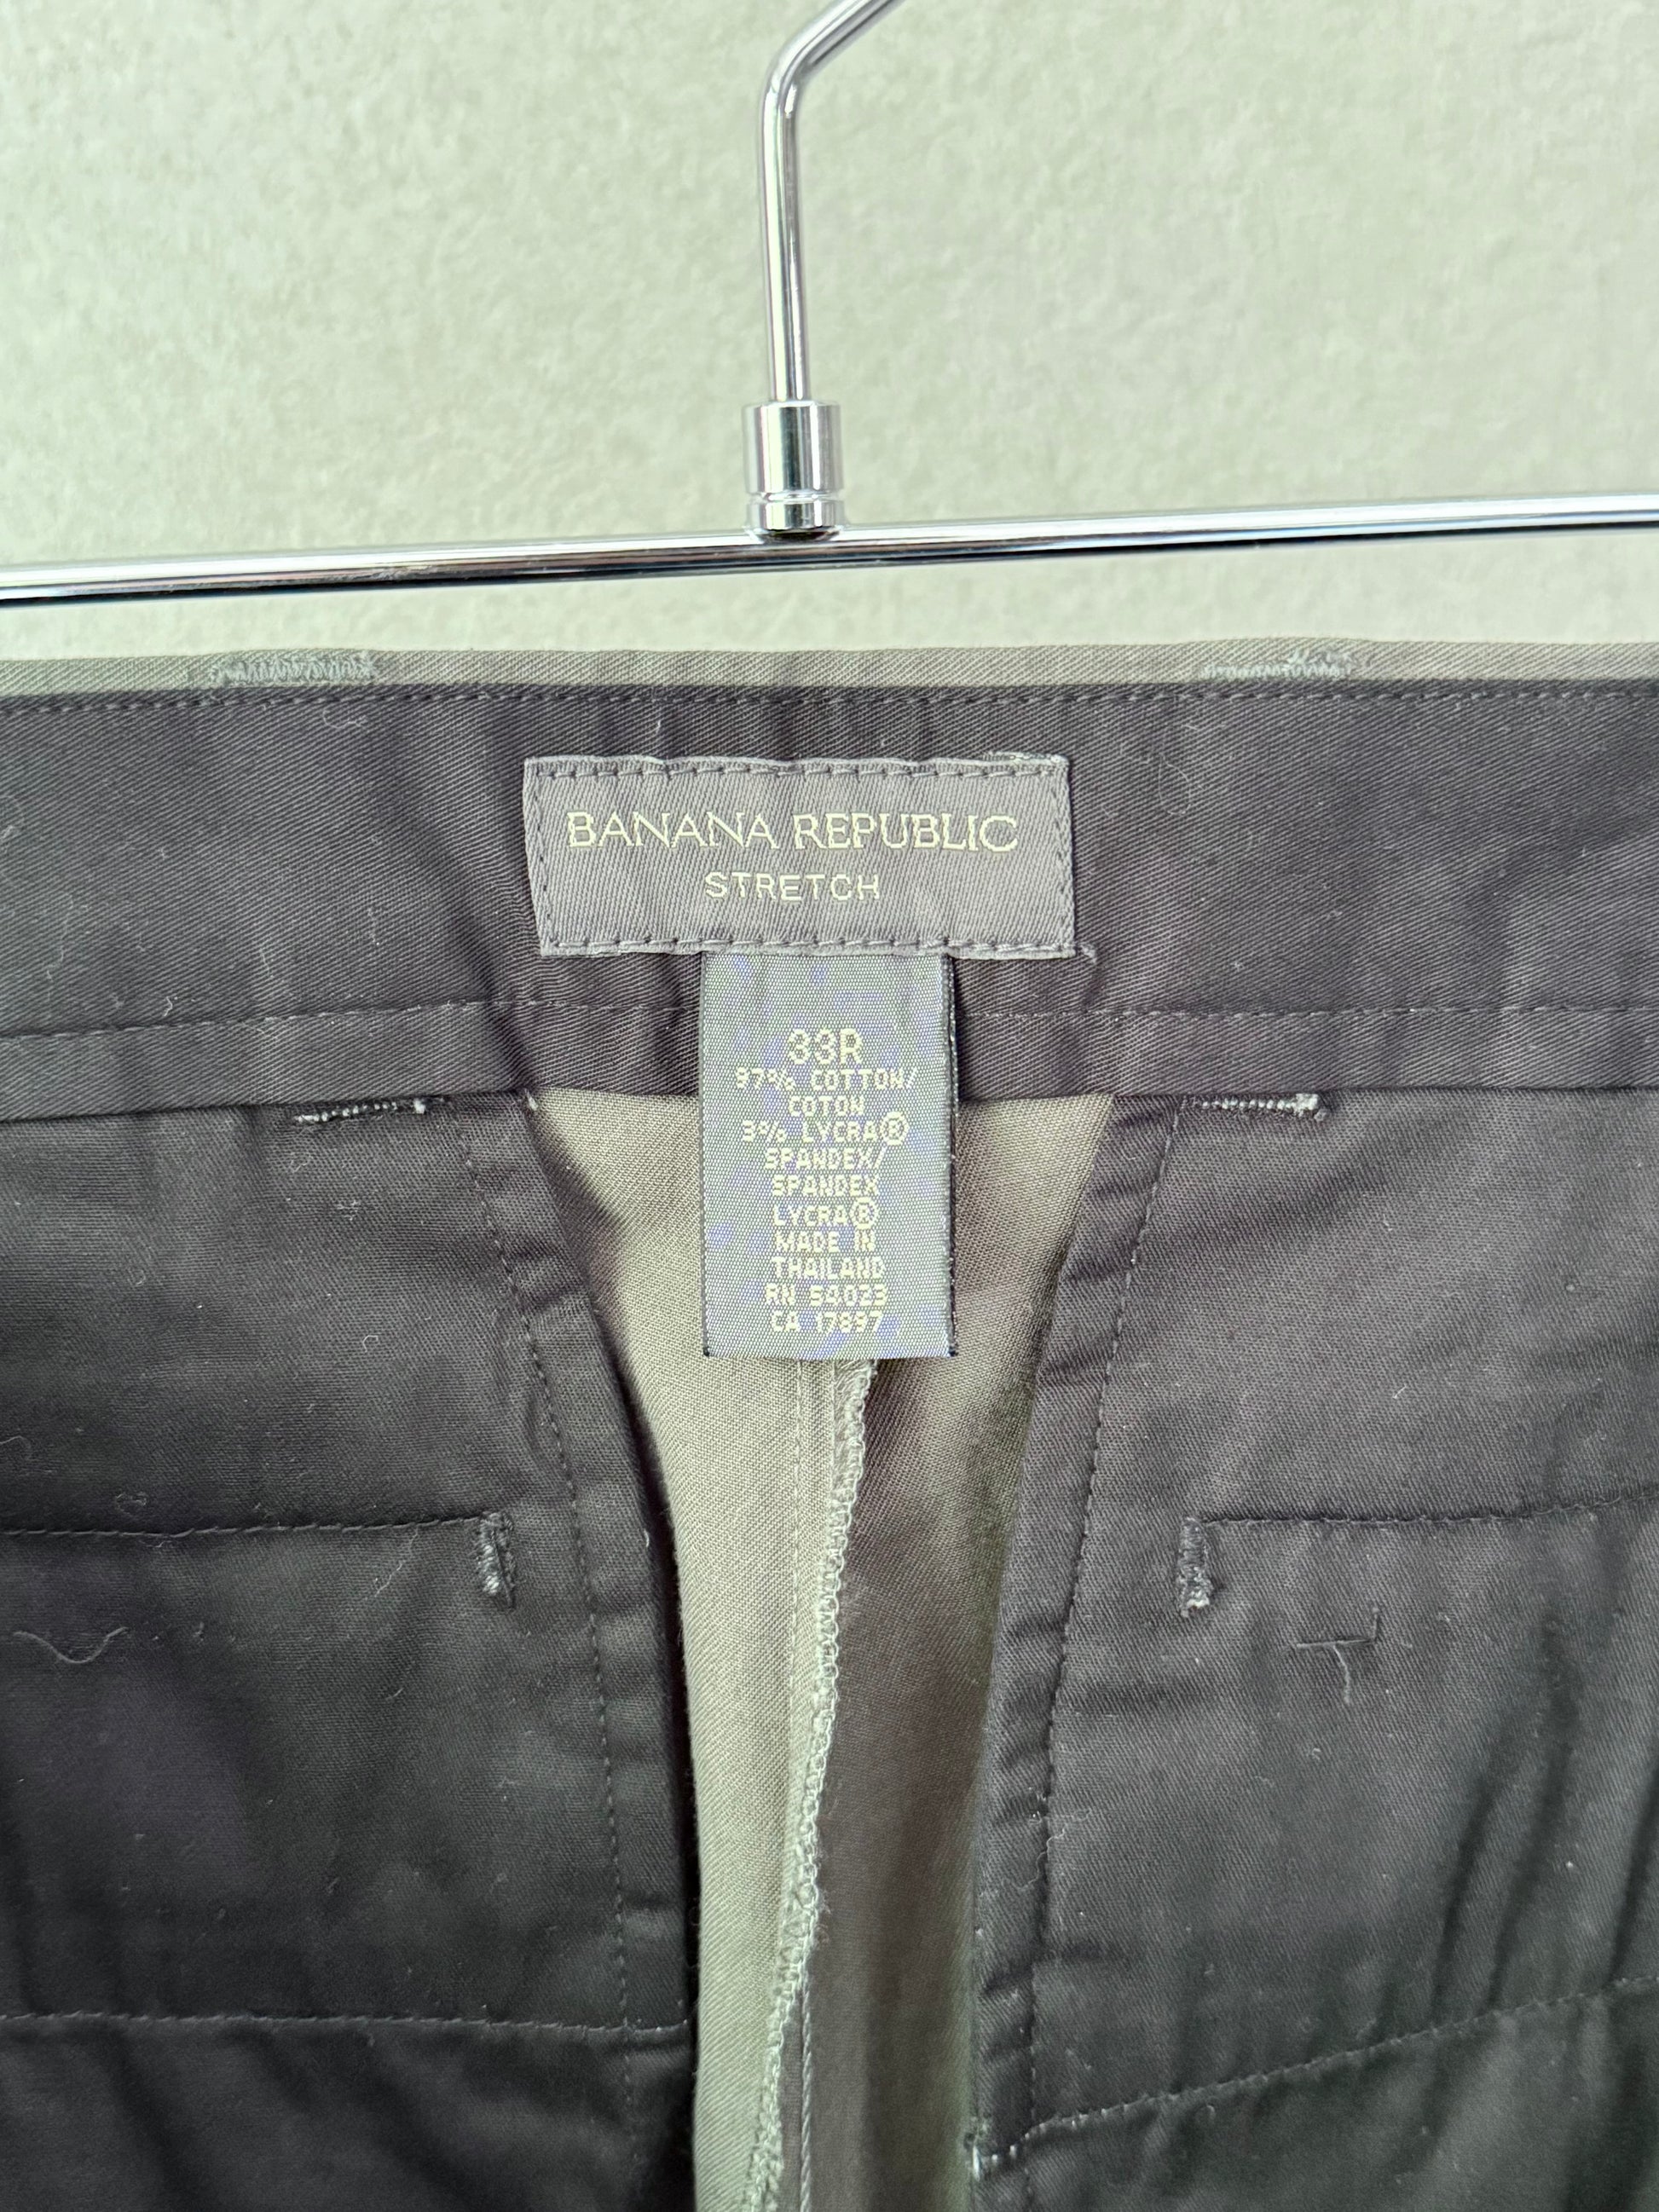 BANANA REPUBLIC
STRETCH
33R
97% COTTON/
COTON
3% LYCRA®
SPANDEX/
SPANDEX
LYCRA®
MADE IN
THAILAND
RN 54023
CA 17897